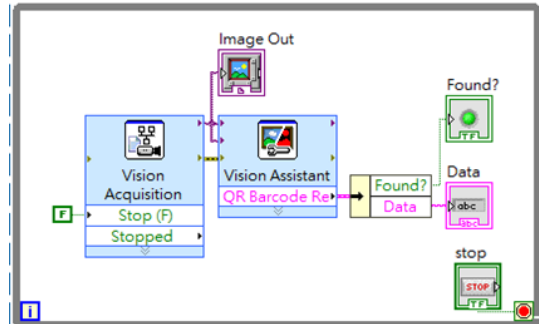 Image Out
Found?
TF
Vision Acquisition
Vision Assistant
Data
QR Barcode Re
Found?
Data
abc
abc
F
Stop (F)
Stopped
stop
STOP
TF
i